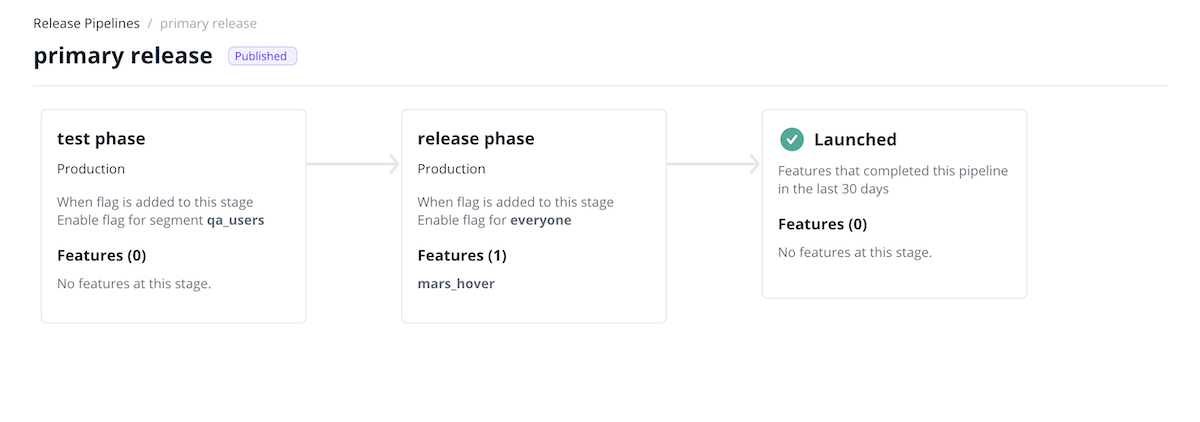 Release Pipelines / primary release
primary release Published
test phase
Production
When flag is added to this stage
Enable flag for segment qa_users
Features (0)
No features at this stage.
release phase
Production
When flag is added to this stage
Enable flag for everyone
Features (1)
mars_hover
Launched
Features that completed this pipeline
in the last 30 days
Features (0)
No features at this stage.